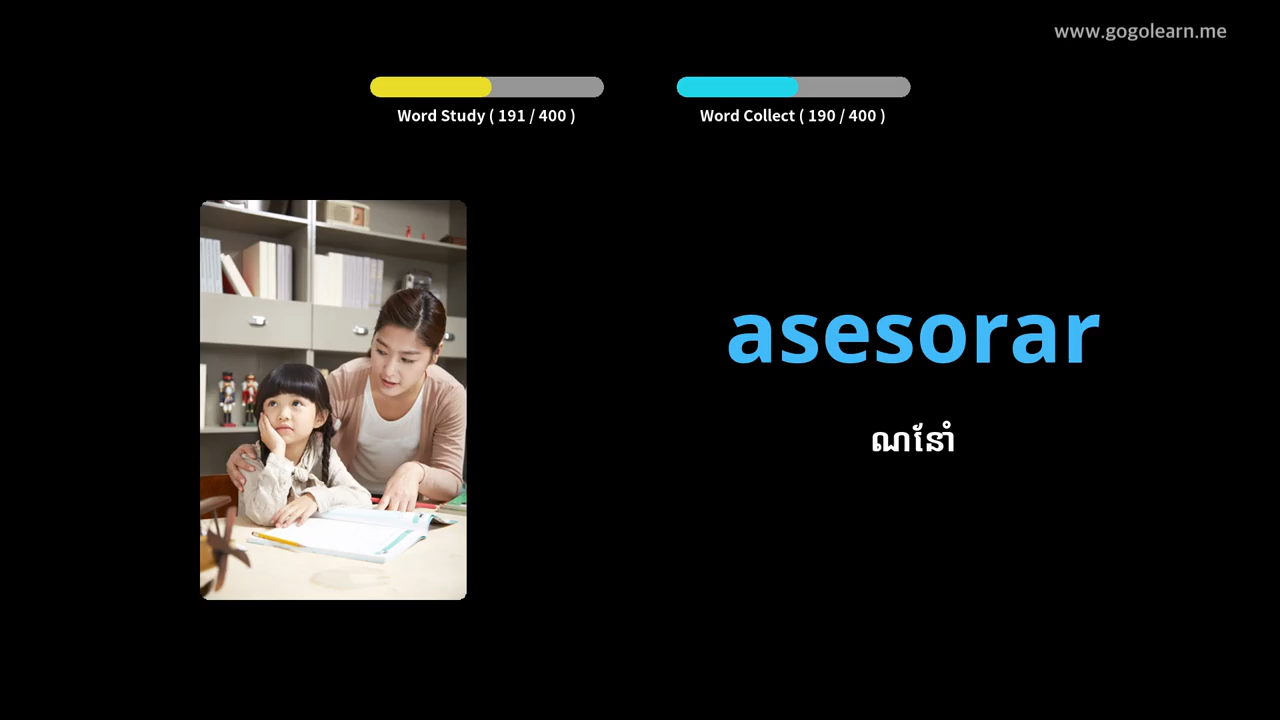 www.gogolearn.me
Word Study ( 191 / 400 )
Word Collect ( 190 / 400 )
asesorar
ណែនាំ